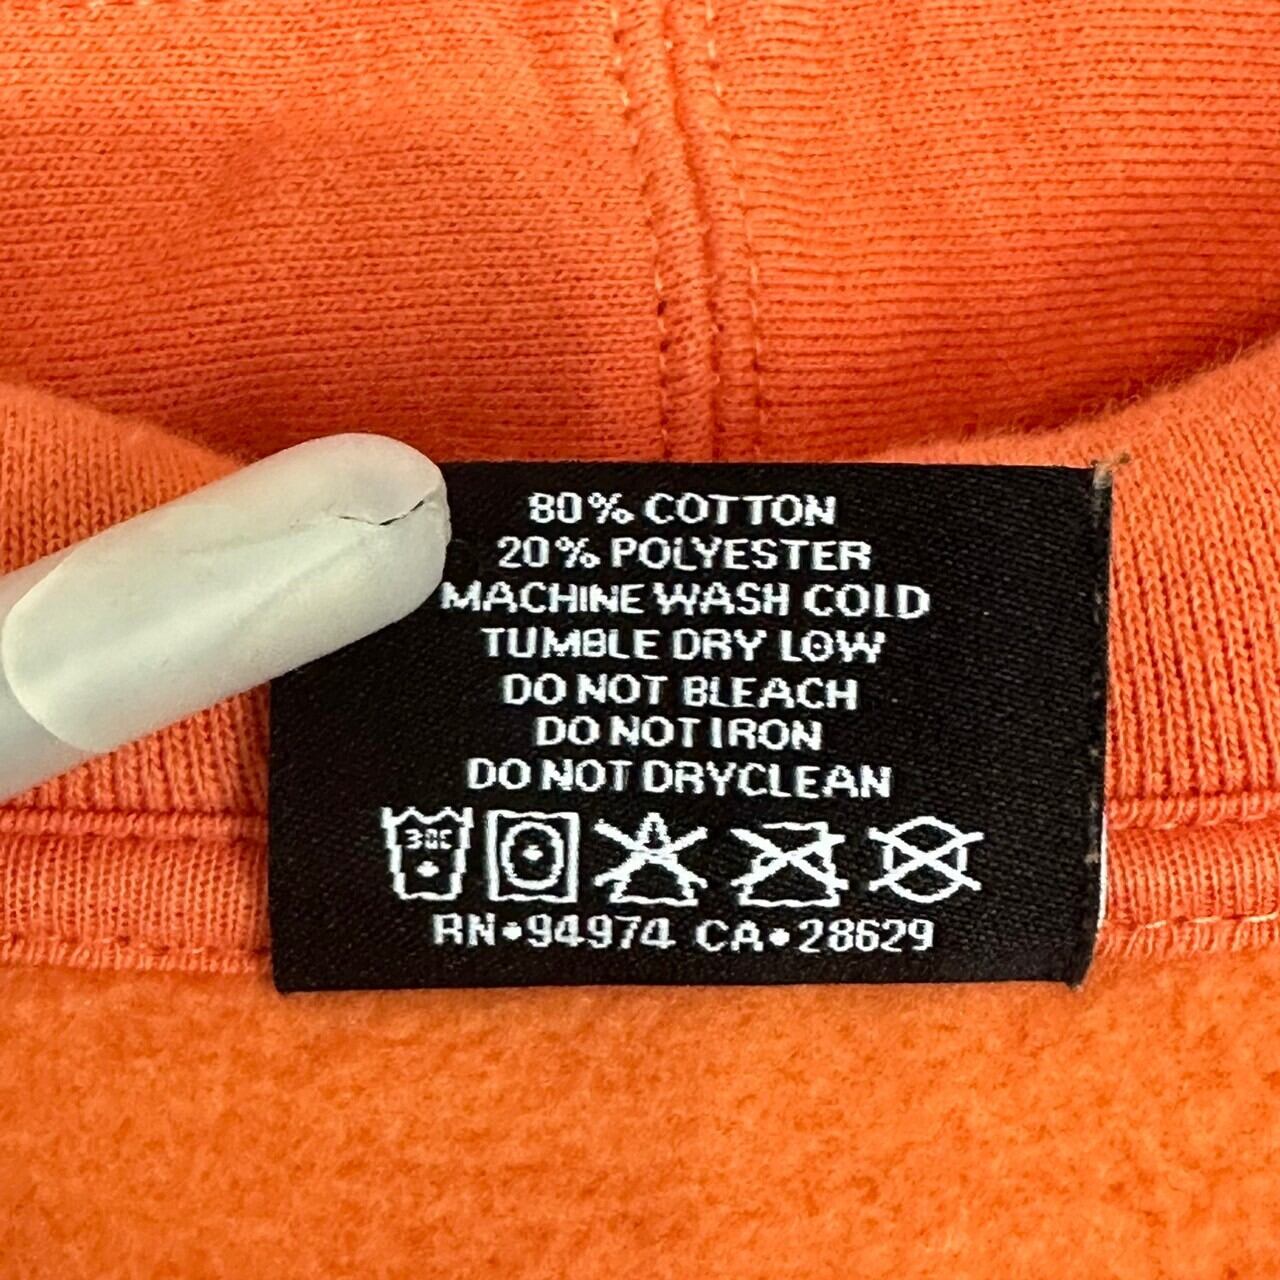 80% COTTON
20% POLYESTER
MACHINE WASH COLD
TUMBLE DRY LOW
DO NOT BLEACH
DO NOT IRON
DO NOT DRYCLEAN
30C
RN•94974 CA•28629